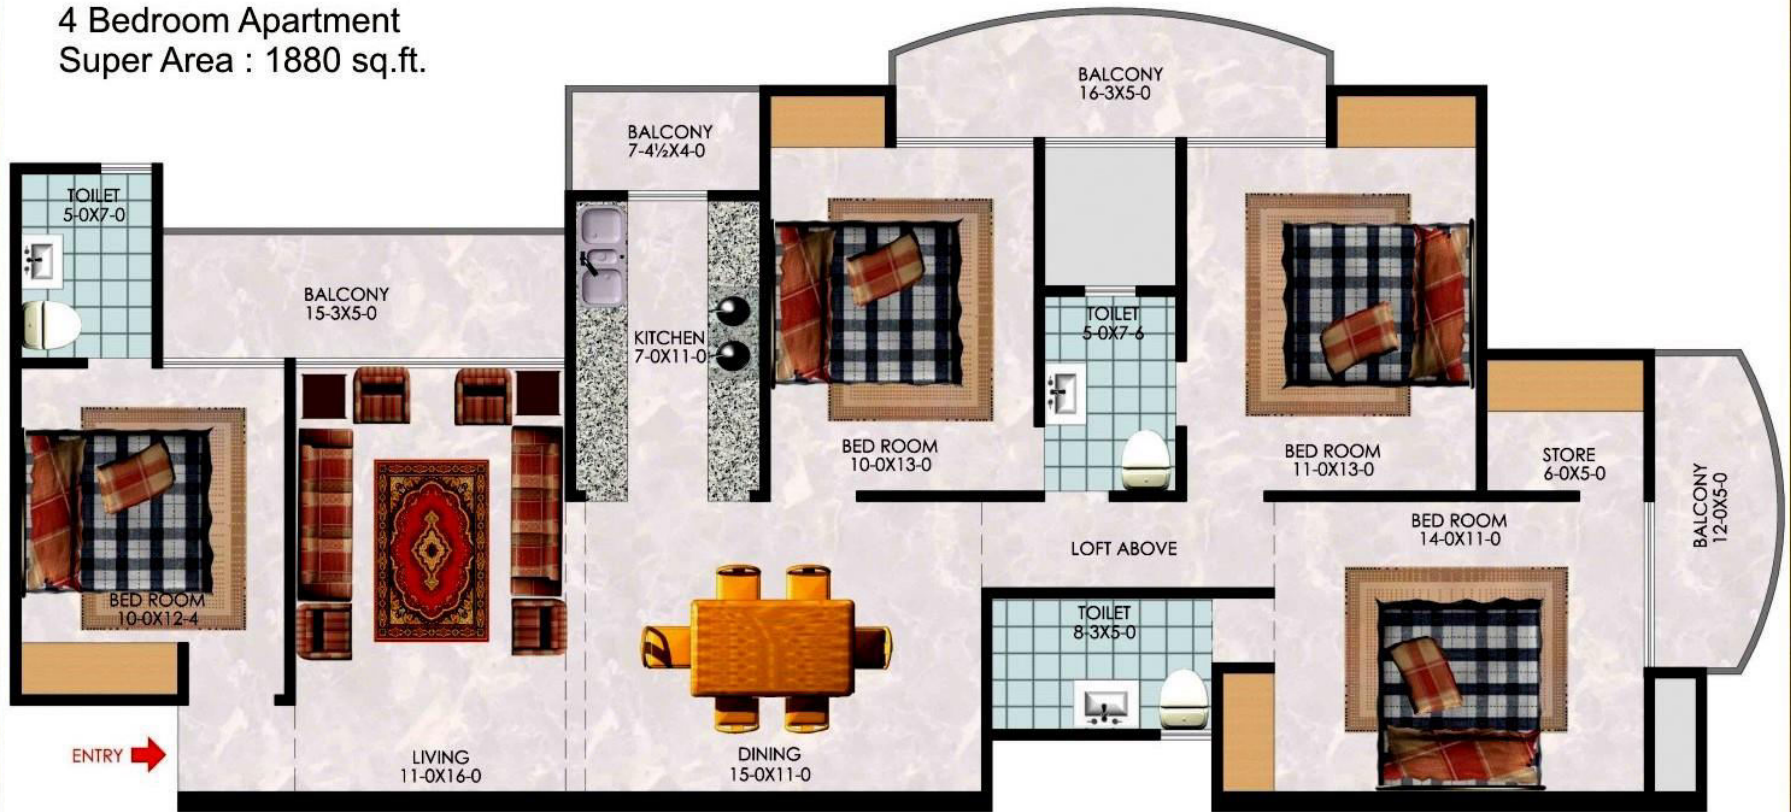 4 Bedroom Apartment
Super Area : 1880 sq.ft.
BALCONY
16-3X5-0
BALCONY
7-4½X4-0
TOILET
5-0X7-0
BALCONY
15-3X5-0
KITCHEN
7-0X11-0
TOILET
5-0X7-6
BED ROOM
10-0X13-0
BED ROOM
11-0X13-0
STORE
6-0X5-0
BALCONY
12-0X5-0
BED ROOM
14-0X11-0
LOFT ABOVE
BED ROOM
10-0X12-4
TOILET
8-3X5-0
ENTRY
LIVING
11-0X16-0
DINING
15-0X11-0